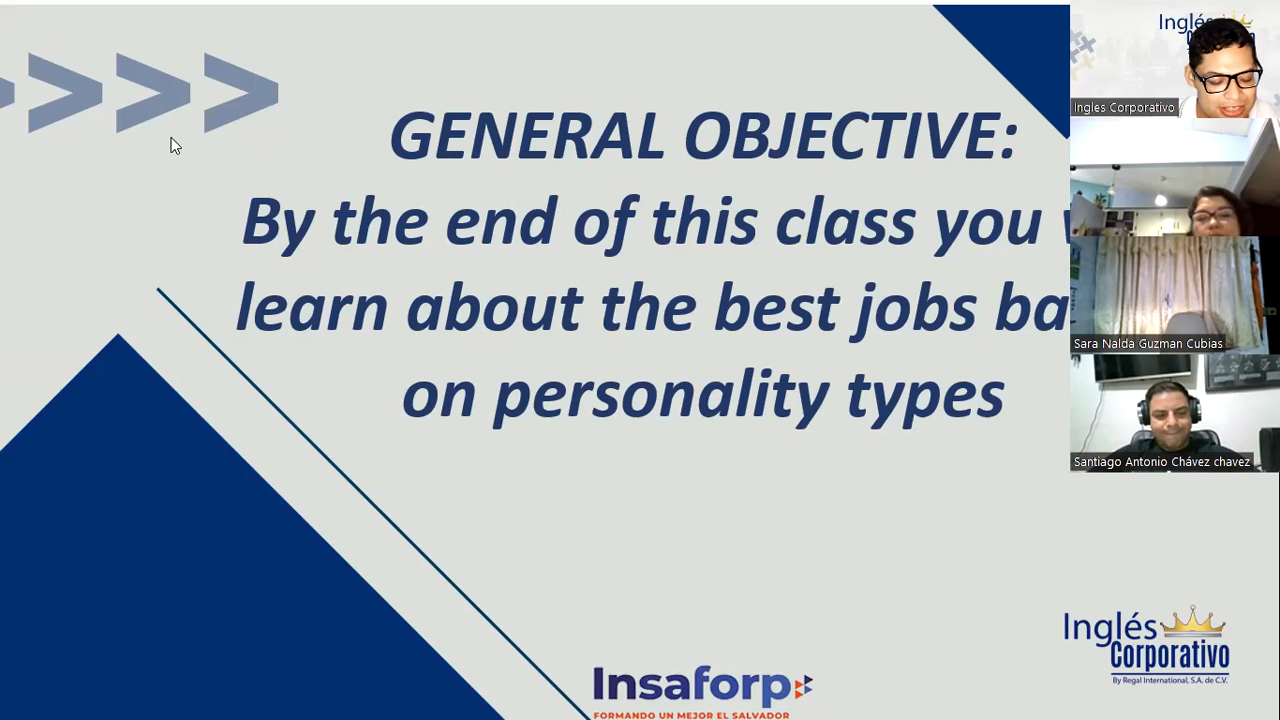 GENERAL OBJECTIVE:
By the end of this class you
learn about the best jobs ba
on personality types
Inglés
Ingles Corporativo
Sara Nalda Guzman Cubias
Santiago Antonio Chávez chavez
Inglés
Corporativo
By Regal International, S.A. de C.V.
Insaforp
FORMANDO UN MEJOR EL SALVADOR